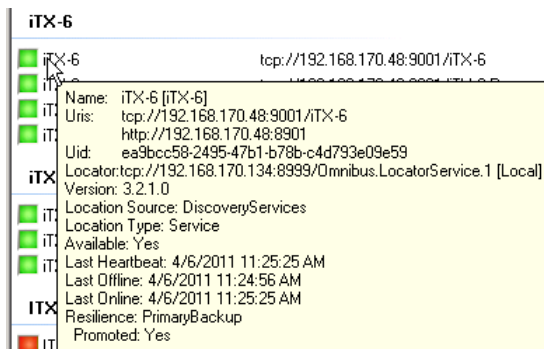 iTX-6
iTX-6 tcp://192.168.170.48:9001/iTX-6
Name: iTX-6 [iTX-6]
Uris: tcp://192.168.170.48:9001/iTX-6
http://192.168.170.48:8901
Uid: ea9bcc58-2495-47b1-b78b-c4d793e09e59
Locator:tcp://192.168.170.134:8999/Omnibus.LocatorService.1 [Local]
Version: 3.2.1.0
Location Source: DiscoveryServices
Location Type: Service
Available: Yes
Last Heartbeat: 4/6/2011 11:25:25 AM
Last Offline: 4/6/2011 11:24:56 AM
Last Online: 4/6/2011 11:25:25 AM
Resilience: PrimaryBackup
Promoted: Yes